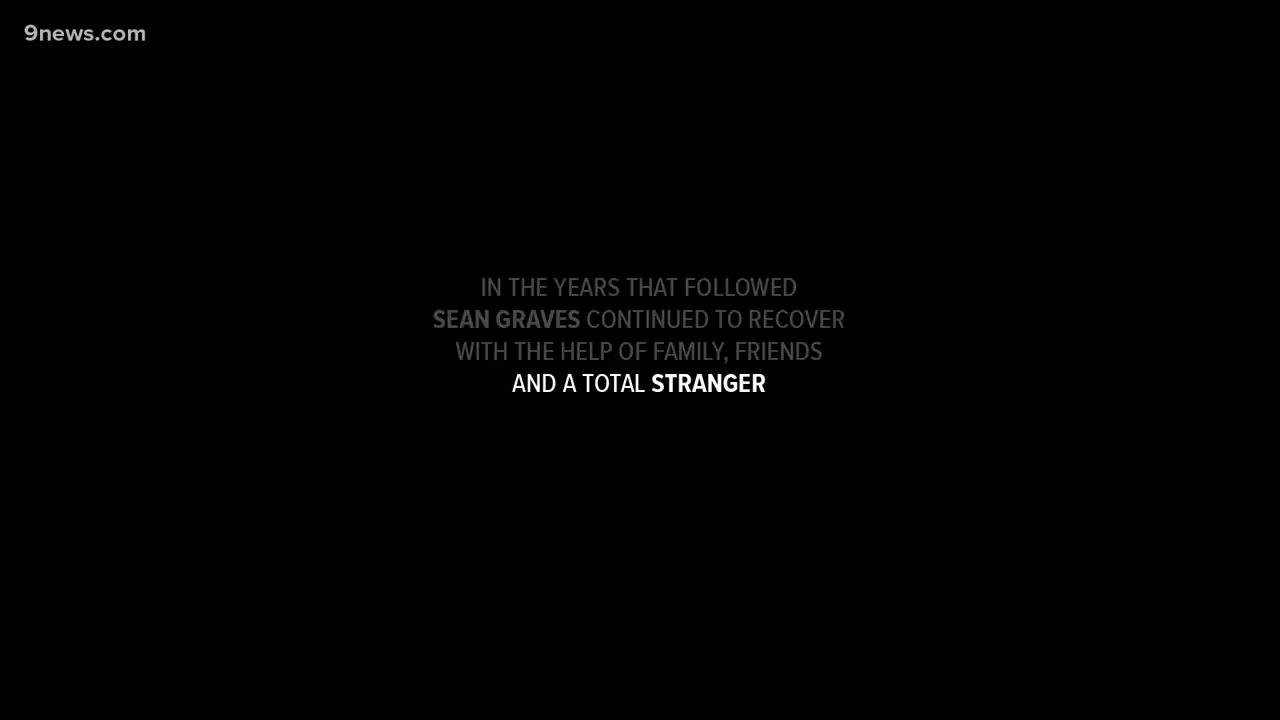 9news.com
IN THE YEARS THAT FOLLOWED
SEAN GRAVES CONTINUED TO RECOVER
WITH THE HELP OF FAMILY, FRIENDS
AND A TOTAL STRANGER